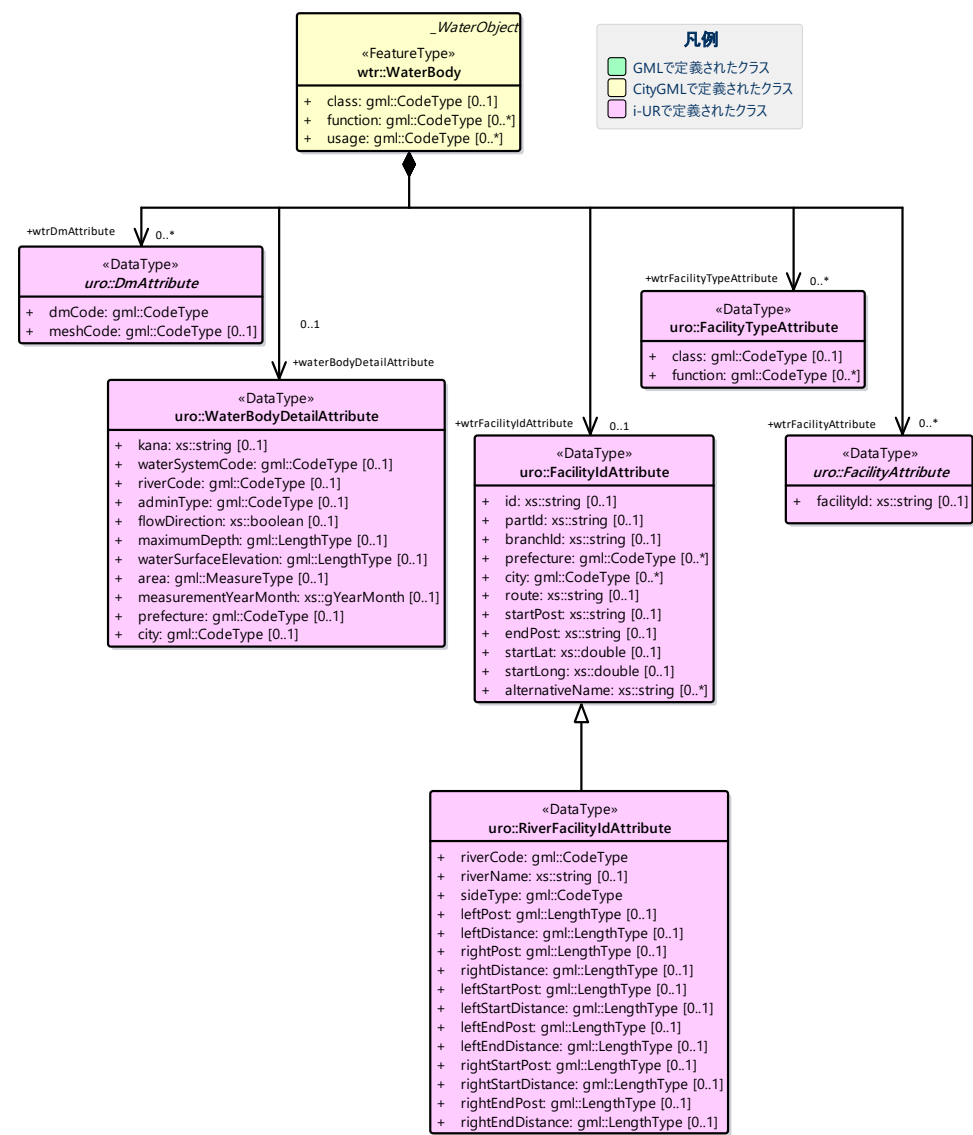 _WaterObject
«FeatureType»
wtr::WaterBody
+ class: gml::CodeType [0..1]
+ function: gml::CodeType [0..*]
+ usage: gml::CodeType [0..*]
凡例
GMLで定義されたクラス
CityGMLで定義されたクラス
i-URで定義されたクラス
+wtrDmAttribute
0..*
«DataType»
uro::DmAttribute
+ dmCode: gml::CodeType
+ meshCode: gml::CodeType [0..1]
0..1
+waterBodyDetailAttribute
«DataType»
uro::WaterBodyDetailAttribute
+ kana: xs::string [0..1]
+ waterSystemCode: gml::CodeType [0..1]
+ riverCode: gml::CodeType [0..1]
+ adminType: gml::CodeType [0..1]
+ flowDirection: xs::boolean [0..1]
+ maximumDepth: gml::LengthType [0..1]
+ waterSurfaceElevation: gml::LengthType [0..1]
+ area: gml::MeasureType [0..1]
+ measurementYearMonth: xs::gYearMonth [0..1]
+ prefecture: gml::CodeType [0..1]
+ city: gml::CodeType [0..1]
+wtrFacilityTypeAttribute
0..*
«DataType»
uro::FacilityTypeAttribute
+ class: gml::CodeType [0..1]
+ function: gml::CodeType [0..*]
+wtrFacilityIdAttribute
0..1
«DataType»
uro::FacilityIdAttribute
+ id: xs::string [0..1]
+ partId: xs::string [0..1]
+ branchId: xs::string [0..1]
+ prefecture: gml::CodeType [0..*]
+ city: gml::CodeType [0..*]
+ route: xs::string [0..1]
+ startPost: xs::string [0..1]
+ endPost: xs::string [0..1]
+ startLat: xs::double [0..1]
+ startLong: xs::double [0..1]
+ alternativeName: xs::string [0..*]
+wtrFacilityAttribute
0..*
«DataType»
uro::FacilityAttribute
+ facilityId: xs::string [0..1]
«DataType»
uro::RiverFacilityIdAttribute
+ riverCode: gml::CodeType
+ riverName: xs::string [0..1]
+ sideType: gml::CodeType
+ leftPost: gml::LengthType [0..1]
+ leftDistance: gml::LengthType [0..1]
+ rightPost: gml::LengthType [0..1]
+ rightDistance: gml::LengthType [0..1]
+ leftStartPost: gml::LengthType [0..1]
+ leftStartDistance: gml::LengthType [0..1]
+ leftEndPost: gml::LengthType [0..1]
+ leftEndDistance: gml::LengthType [0..1]
+ rightStartPost: gml::LengthType [0..1]
+ rightStartDistance: gml::LengthType [0..1]
+ rightEndPost: gml::LengthType [0..1]
+ rightEndDistance: gml::LengthType [0..1]